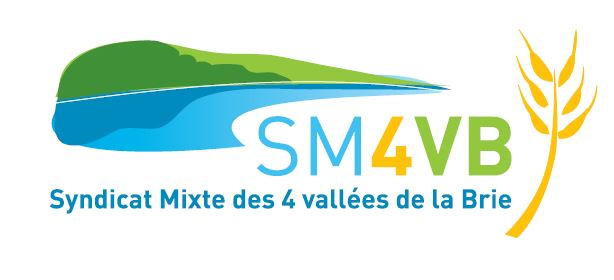 SM4VB
Syndicat Mixte des 4 vallées de la Brie